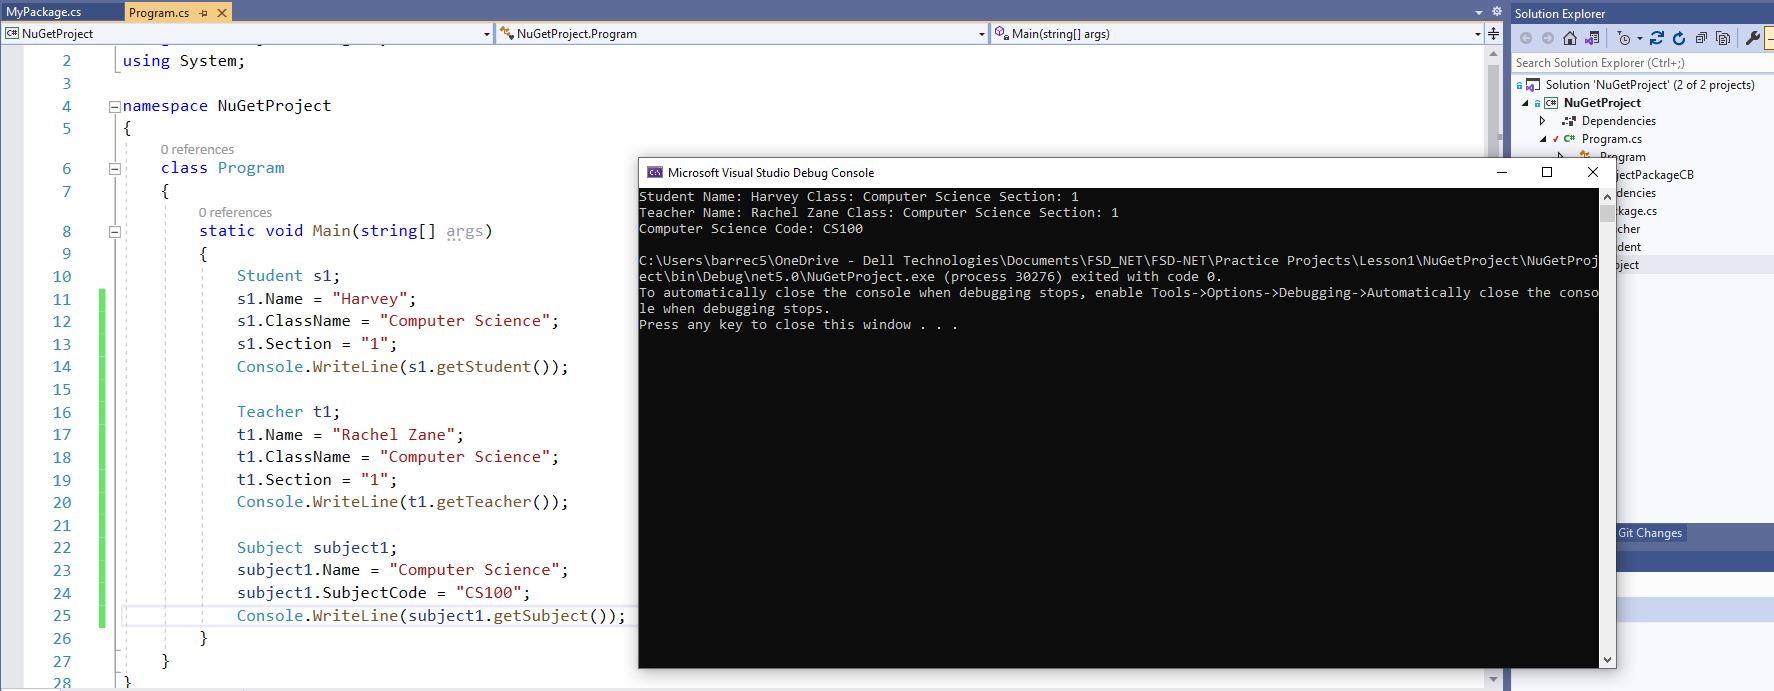 MyPackage.cs
Program.cs
NuGetProject
NuGetProject.Program
Main(string[] args)
2 using System;
3
4 namespace NuGetProject
5 {
0 references
6 class Program
7 {
0 references
8 static void Main(string[] args)
9 {
10 Student s1;
11 s1.Name = "Harvey";
12 s1.ClassName = "Computer Science";
13 s1.Section = "1";
14 Console.WriteLine(s1.getStudent());
15
16 Teacher t1;
17 t1.Name = "Rachel Zane";
18 t1.ClassName = "Computer Science";
19 t1.Section = "1";
20 Console.WriteLine(t1.getTeacher());
21
22 Subject subject1;
23 subject1.Name = "Computer Science";
24 subject1.SubjectCode = "CS100";
25 Console.WriteLine(subject1.getSubject());
26 }
27 }
28 }
Microsoft Visual Studio Debug Console
Student Name: Harvey Class: Computer Science Section: 1
Teacher Name: Rachel Zane Class: Computer Science Section: 1
Computer Science Code: CS100
C:\Users\barrec5\OneDrive - Dell Technologies\Documents\FSD_NET\FSD-NET\Practice Projects\Lesson1\NuGetProject\NuGetProj
ect\bin\Debug\net5.0\NuGetProject.exe (process 30276) exited with code 0.
To automatically close the console when debugging stops, enable Tools->Options->Debugging->Automatically close the conso
le when debugging stops.
Press any key to close this window . . .
Solution Explorer
Search Solution Explorer (Ctrl+;)
Solution 'NuGetProject' (2 of 2 projects)
C# NuGetProject
Dependencies
C# Program.cs
Program
jectPackageCB
dencies
kage.cs
cher
dent
ject
Git Changes